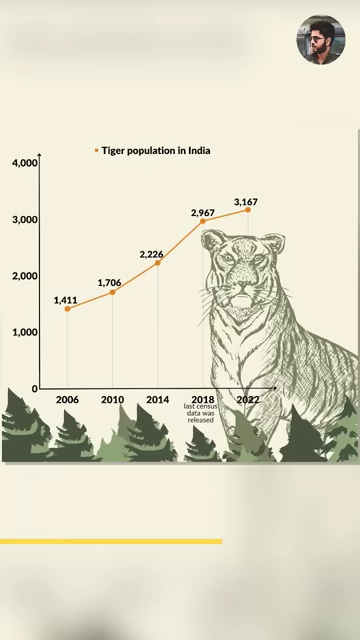 Tiger population in India
4,000
3,000
2,000
1,000
0
1,411
1,706
2,226
2,967
3,167
2006 2010 2014 2018 2022
last census
data was
released